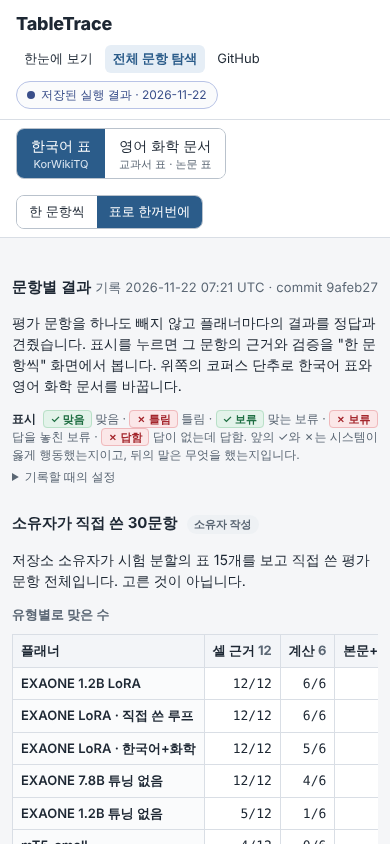 TableTrace
한눈에 보기 전체 문항 탐색 GitHub
저장된 실행 결과 · 2026-11-22
한국어 표 영어 화학 문서
KorWikiTQ 교과서 표 · 논문 표
한 문항씩 표로 한꺼번에
문항별 결과 기록 2026-11-22 07:21 UTC · commit 9afeb27
평가 문항을 하나도 빼지 않고 플래너마다의 결과를 정답과
견줬습니다. 표시를 누르면 그 문항의 근거와 검증을 "한 문
항씩" 화면에서 봅니다. 위쪽의 코퍼스 단추로 한국어 표와
영어 화학 문서를 바꿉니다.
표시 ✓ 맞음 맞음 · × 틀림 틀림 · ✓ 보류 맞는 보류 · × 보류
답을 놓친 보류 · × 답함 답이 없는데 답함. 앞의 ✓와 ×는 시스템이
옳게 행동했는지이고, 뒤의 말은 무엇을 했는지입니다.
▶ 기록할 때의 설정
소유자가 직접 쓴 30문항 소유자 작성
저장소 소유자가 시험 분할의 표 15개를 보고 직접 쓴 평가
문항 전체입니다. 고른 것이 아닙니다.
유형별로 맞은 수
플래너 셀 근거 12 계산 6 본문+
EXAONE 1.2B LoRA 12/12 6/6
EXAONE LoRA · 직접 쓴 루프 12/12 6/6
EXAONE LoRA · 한국어+화학 12/12 5/6
EXAONE 7.8B 튜닝 없음 12/12 4/6
EXAONE 1.2B 튜닝 없음 5/12 1/6